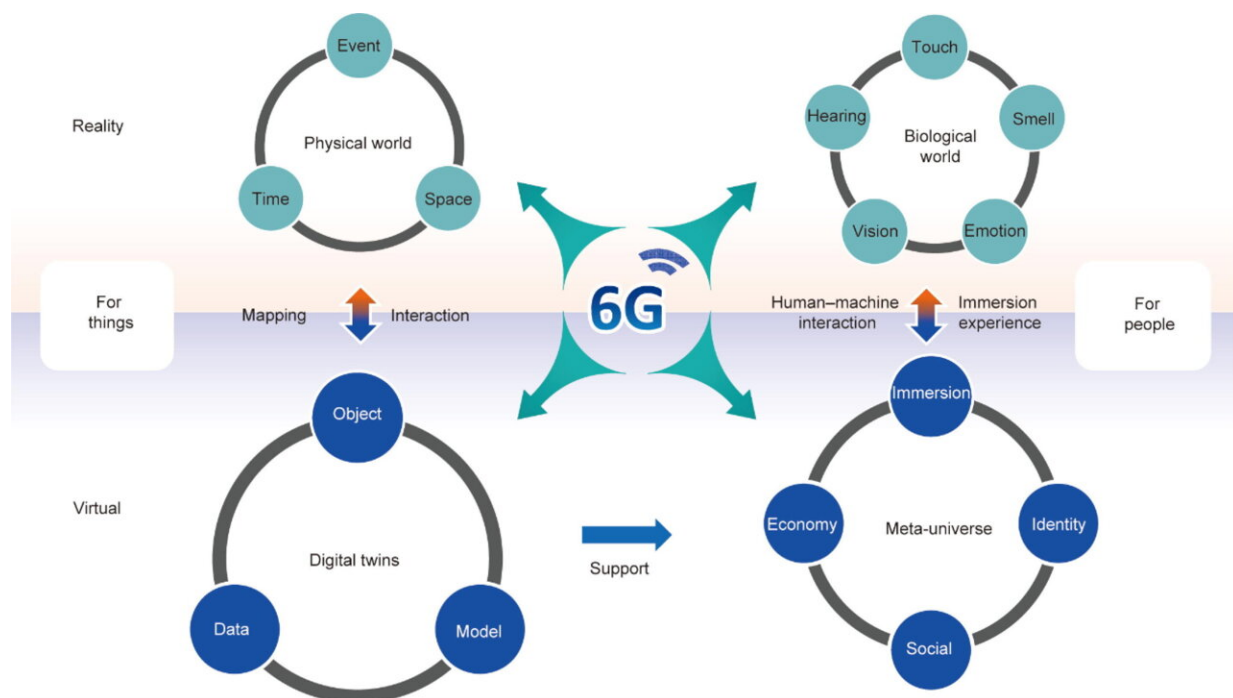 Event
Touch
Reality
Hearing
Smell
Physical world
Biological
world
Time
Space
Vision
Emotion
For
things
Mapping
Interaction
6G
Human–machine
interaction
Immersion
experience
For
people
Object
Immersion
Virtual
Economy
Meta-universe
Identity
Digital twins
Support
Data
Model
Social